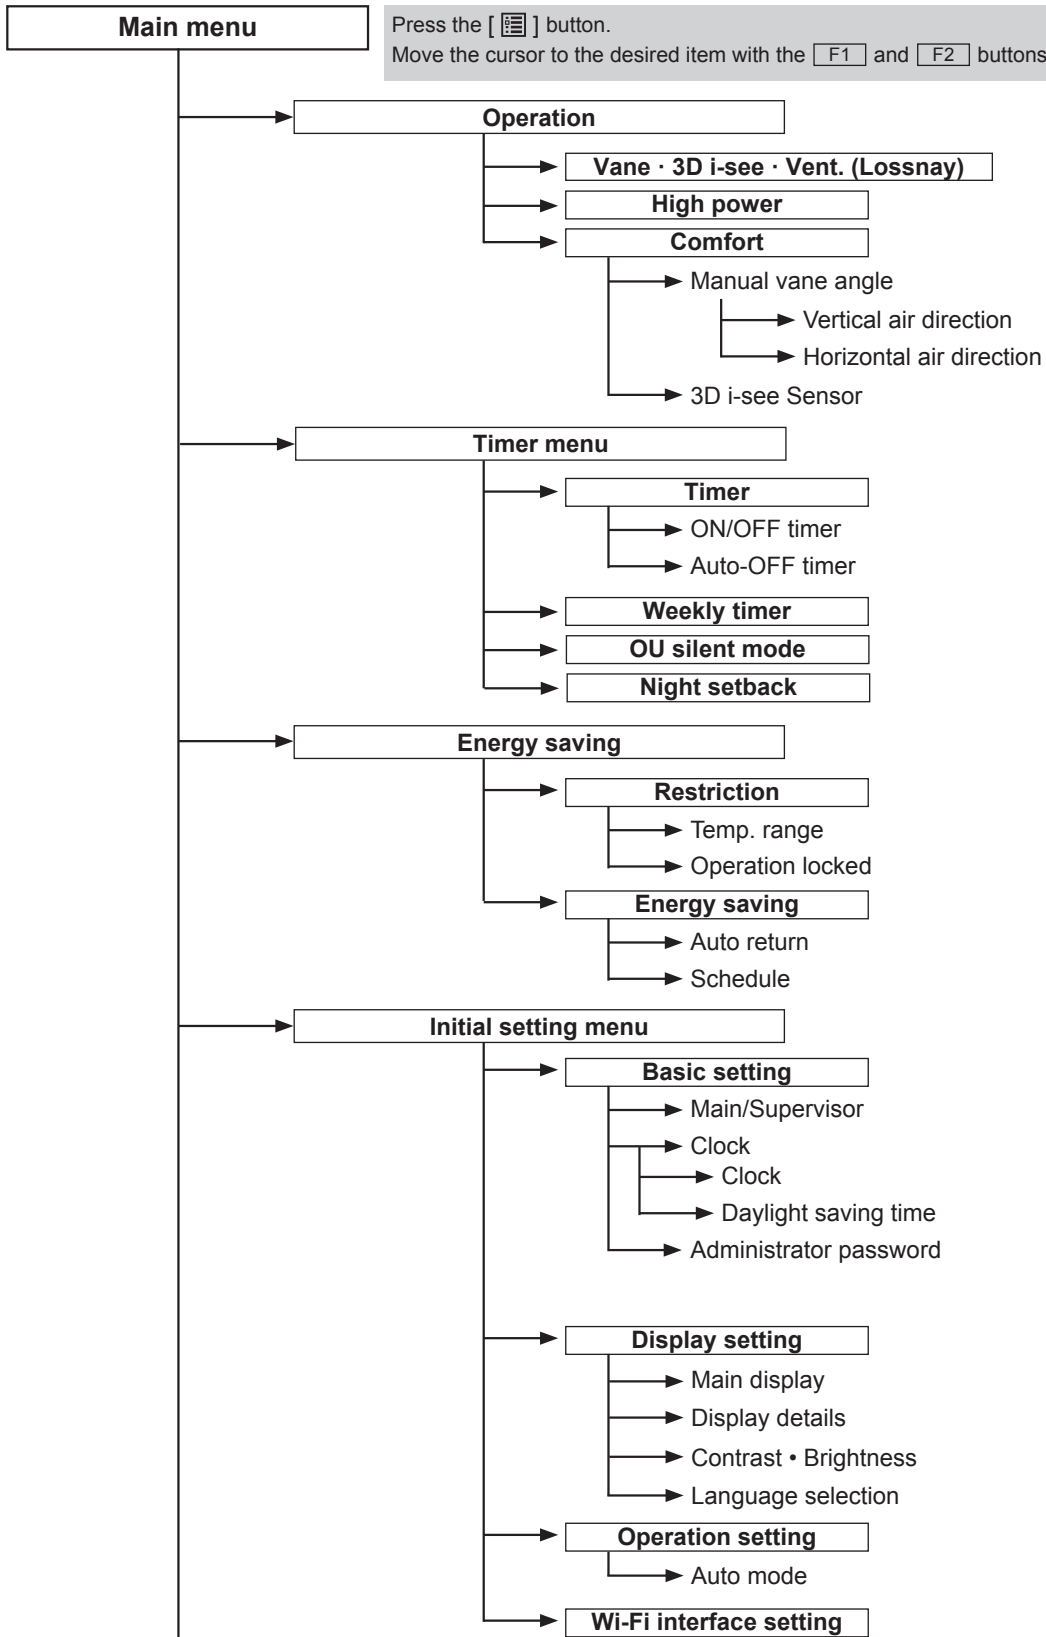 Main menu
Press the [ ] button.
Move the cursor to the desired item with the F1 and F2 buttons
Operation
Vane · 3D i-see · Vent. (Lossnay)
High power
Comfort
Manual vane angle
Vertical air direction
Horizontal air direction
3D i-see Sensor
Timer menu
Timer
ON/OFF timer
Auto-OFF timer
Weekly timer
OU silent mode
Night setback
Energy saving
Restriction
Temp. range
Operation locked
Energy saving
Auto return
Schedule
Initial setting menu
Basic setting
Main/Supervisor
Clock
Clock
Daylight saving time
Administrator password
Display setting
Main display
Display details
Contrast • Brightness
Language selection
Operation setting
Auto mode
Wi-Fi interface setting